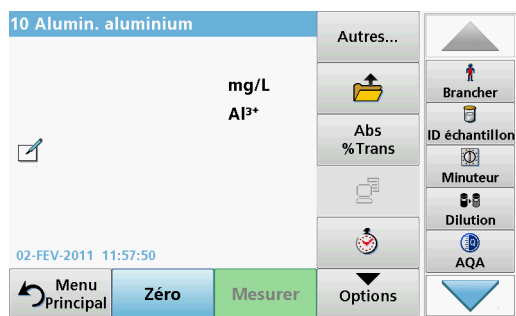 10 Alumin. aluminium
mg/L
Al³⁺
02-FEV-2011 11:57:50
Autres...
Abs
%Trans
Menu
Principal
Zéro
Mesurer
Options
Brancher
ID échantillon
Minuteur
Dilution
AQA